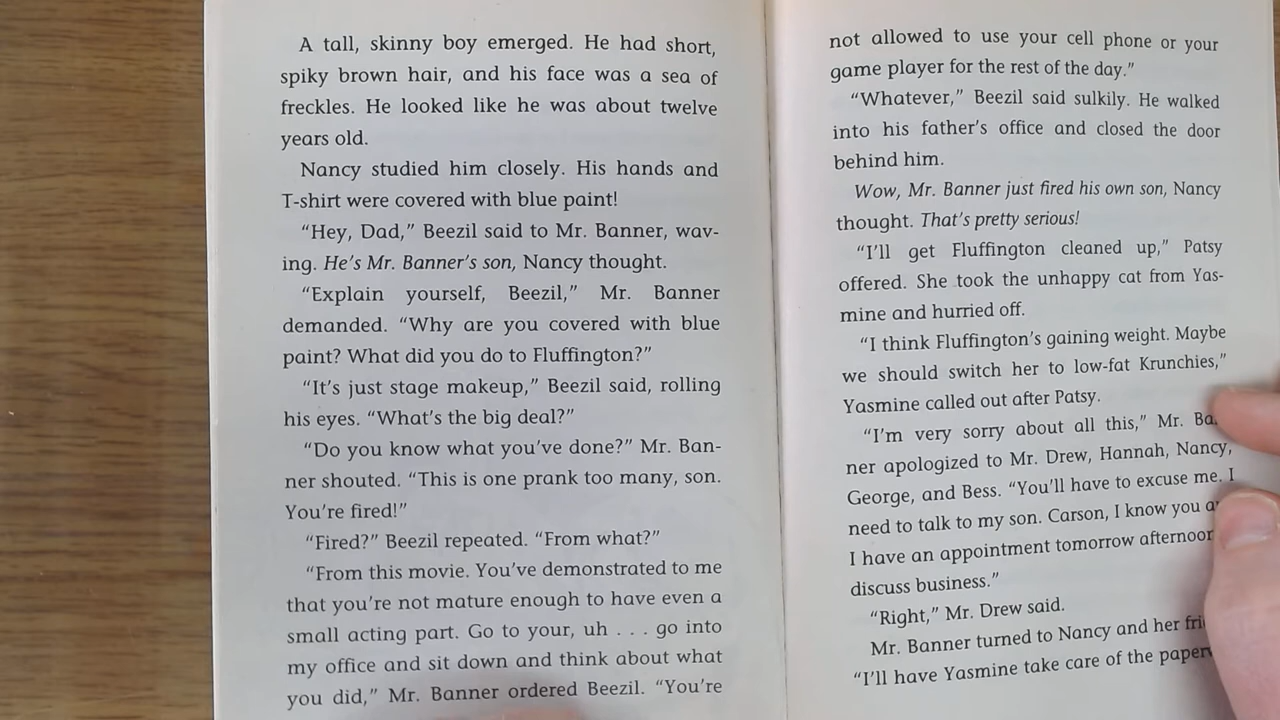 A tall, skinny boy emerged. He had short,
spiky brown hair, and his face was a sea of
freckles. He looked like he was about twelve
years old.
Nancy studied him closely. His hands and
T-shirt were covered with blue paint!
“Hey, Dad,” Beezil said to Mr. Banner, wav-
ing. He’s Mr. Banner’s son, Nancy thought.
“Explain yourself, Beezil,” Mr. Banner
demanded. “Why are you covered with blue
paint? What did you do to Fluffington?”
“It’s just stage makeup,” Beezil said, rolling
his eyes. “What’s the big deal?”
“Do you know what you’ve done?” Mr. Ban-
ner shouted. “This is one prank too many, son.
You’re fired!”
“Fired?” Beezil repeated. “From what?”
“From this movie. You’ve demonstrated to me
that you’re not mature enough to have even a
small acting part. Go to your, uh . . . go into
my office and sit down and think about what
you did,” Mr. Banner ordered Beezil. “You’re
not allowed to use your cell phone or your
game player for the rest of the day.”
“Whatever,” Beezil said sulkily. He walked
into his father’s office and closed the door
behind him.
Wow, Mr. Banner just fired his own son, Nancy
thought. That’s pretty serious!
“I’ll get Fluffington cleaned up,” Patsy
offered. She took the unhappy cat from Yas-
mine and hurried off.
“I think Fluffington’s gaining weight. Maybe
we should switch her to low-fat Krunchies,”
Yasmine called out after Patsy.
“I’m very sorry about all this,” Mr.
ner apologized to Mr. Drew, Hannah, Nancy,
George, and Bess. “You’ll have to excuse me. I
need to talk to my son. Carson, I know you
I have an appointment tomorrow
discuss business.”
“Right,” Mr. Drew said.
Mr. Banner turned to Nancy and her
“I’ll have Yasmine take care of the